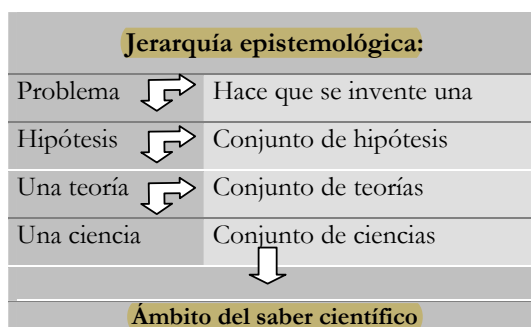 Jerarquía epistemológica:
Problema Hace que se invente una
Hipótesis Conjunto de hipótesis
Una teoría Conjunto de teorías
Una ciencia Conjunto de ciencias
Ámbito del saber científico